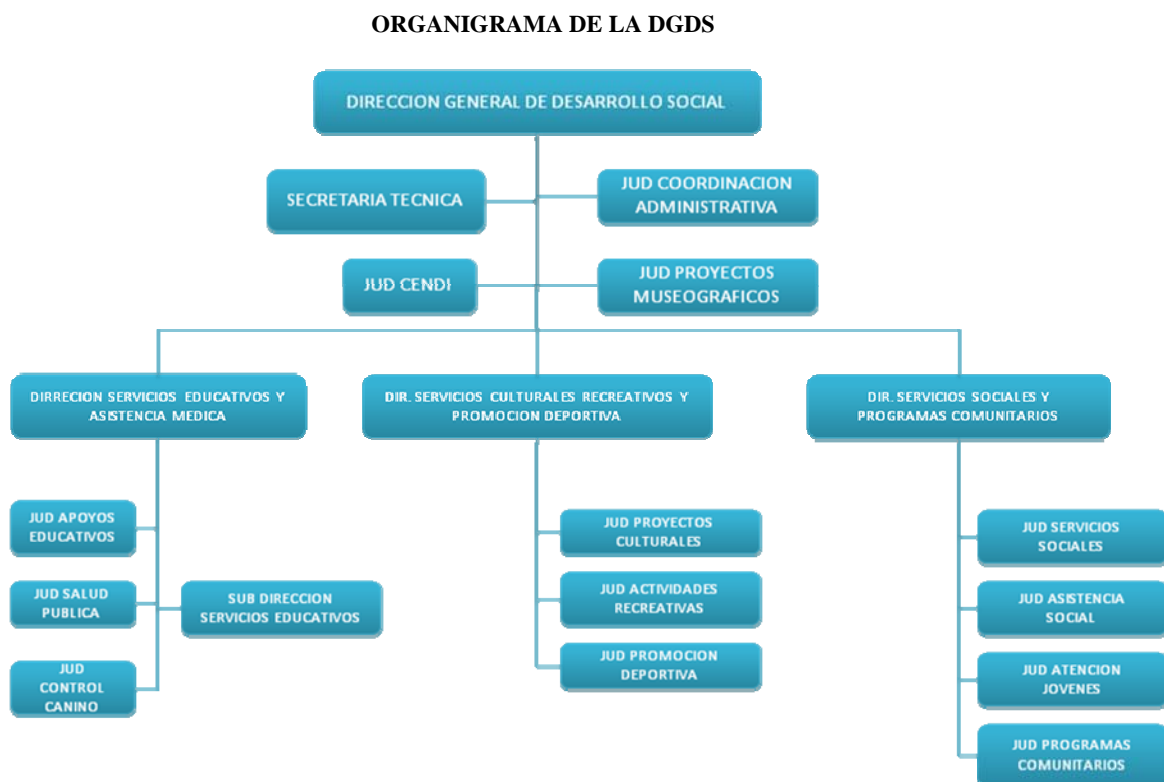 ORGANIGRAMA DE LA DGDS
DIRECCION GENERAL DE DESARROLLO SOCIAL
SECRETARIA TECNICA
JUD COORDINACION
ADMINISTRATIVA
JUD CENDI
JUD PROYECTOS
MUSEOGRAFICOS
DIRRECION SERVICIOS EDUCATIVOS Y
ASISTENCIA MEDICA
DIR. SERVICIOS CULTURALES RECREATIVOS Y
PROMOCION DEPORTIVA
DIR. SERVICIOS SOCIALES Y
PROGRAMAS COMUNITARIOS
JUD APOYOS
EDUCATIVOS
JUD SALUD
PUBLICA
SUB DIRECCION
SERVICIOS EDUCATIVOS
JUD
CONTROL
CANINO
JUD PROYECTOS
CULTURALES
JUD ACTIVIDADES
RECREATIVAS
JUD PROMOCION
DEPORTIVA
JUD SERVICIOS
SOCIALES
JUD ASISTENCIA
SOCIAL
JUD ATENCION
JOVENES
JUD PROGRAMAS
COMUNITARIOS